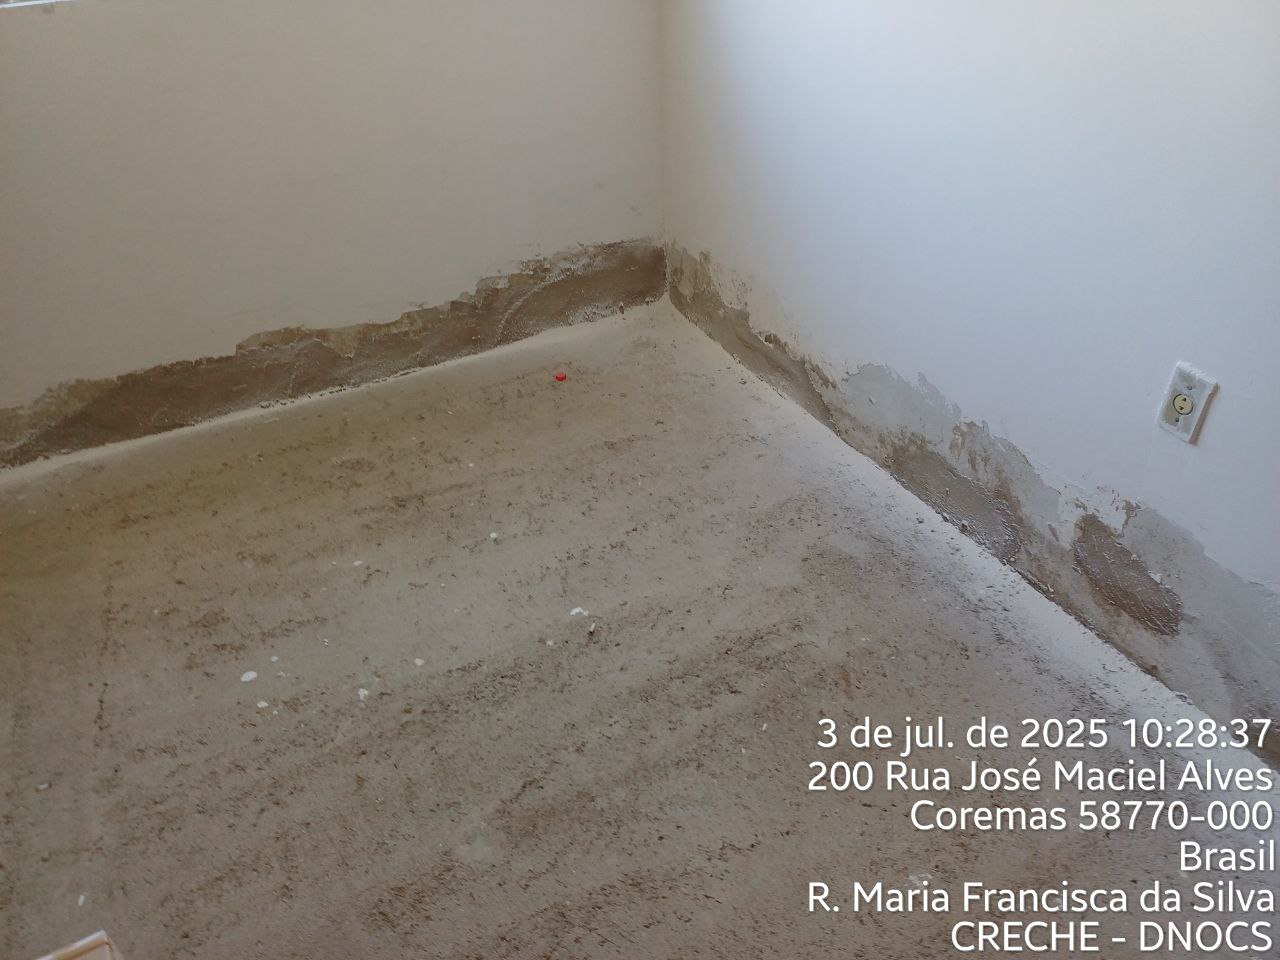 3 de jul. de 2025 10:28:37
200 Rua José Maciel Alves
Coremas 58770-000
Brasil
R. Maria Francisca da Silva
CRECHE - DNOCS